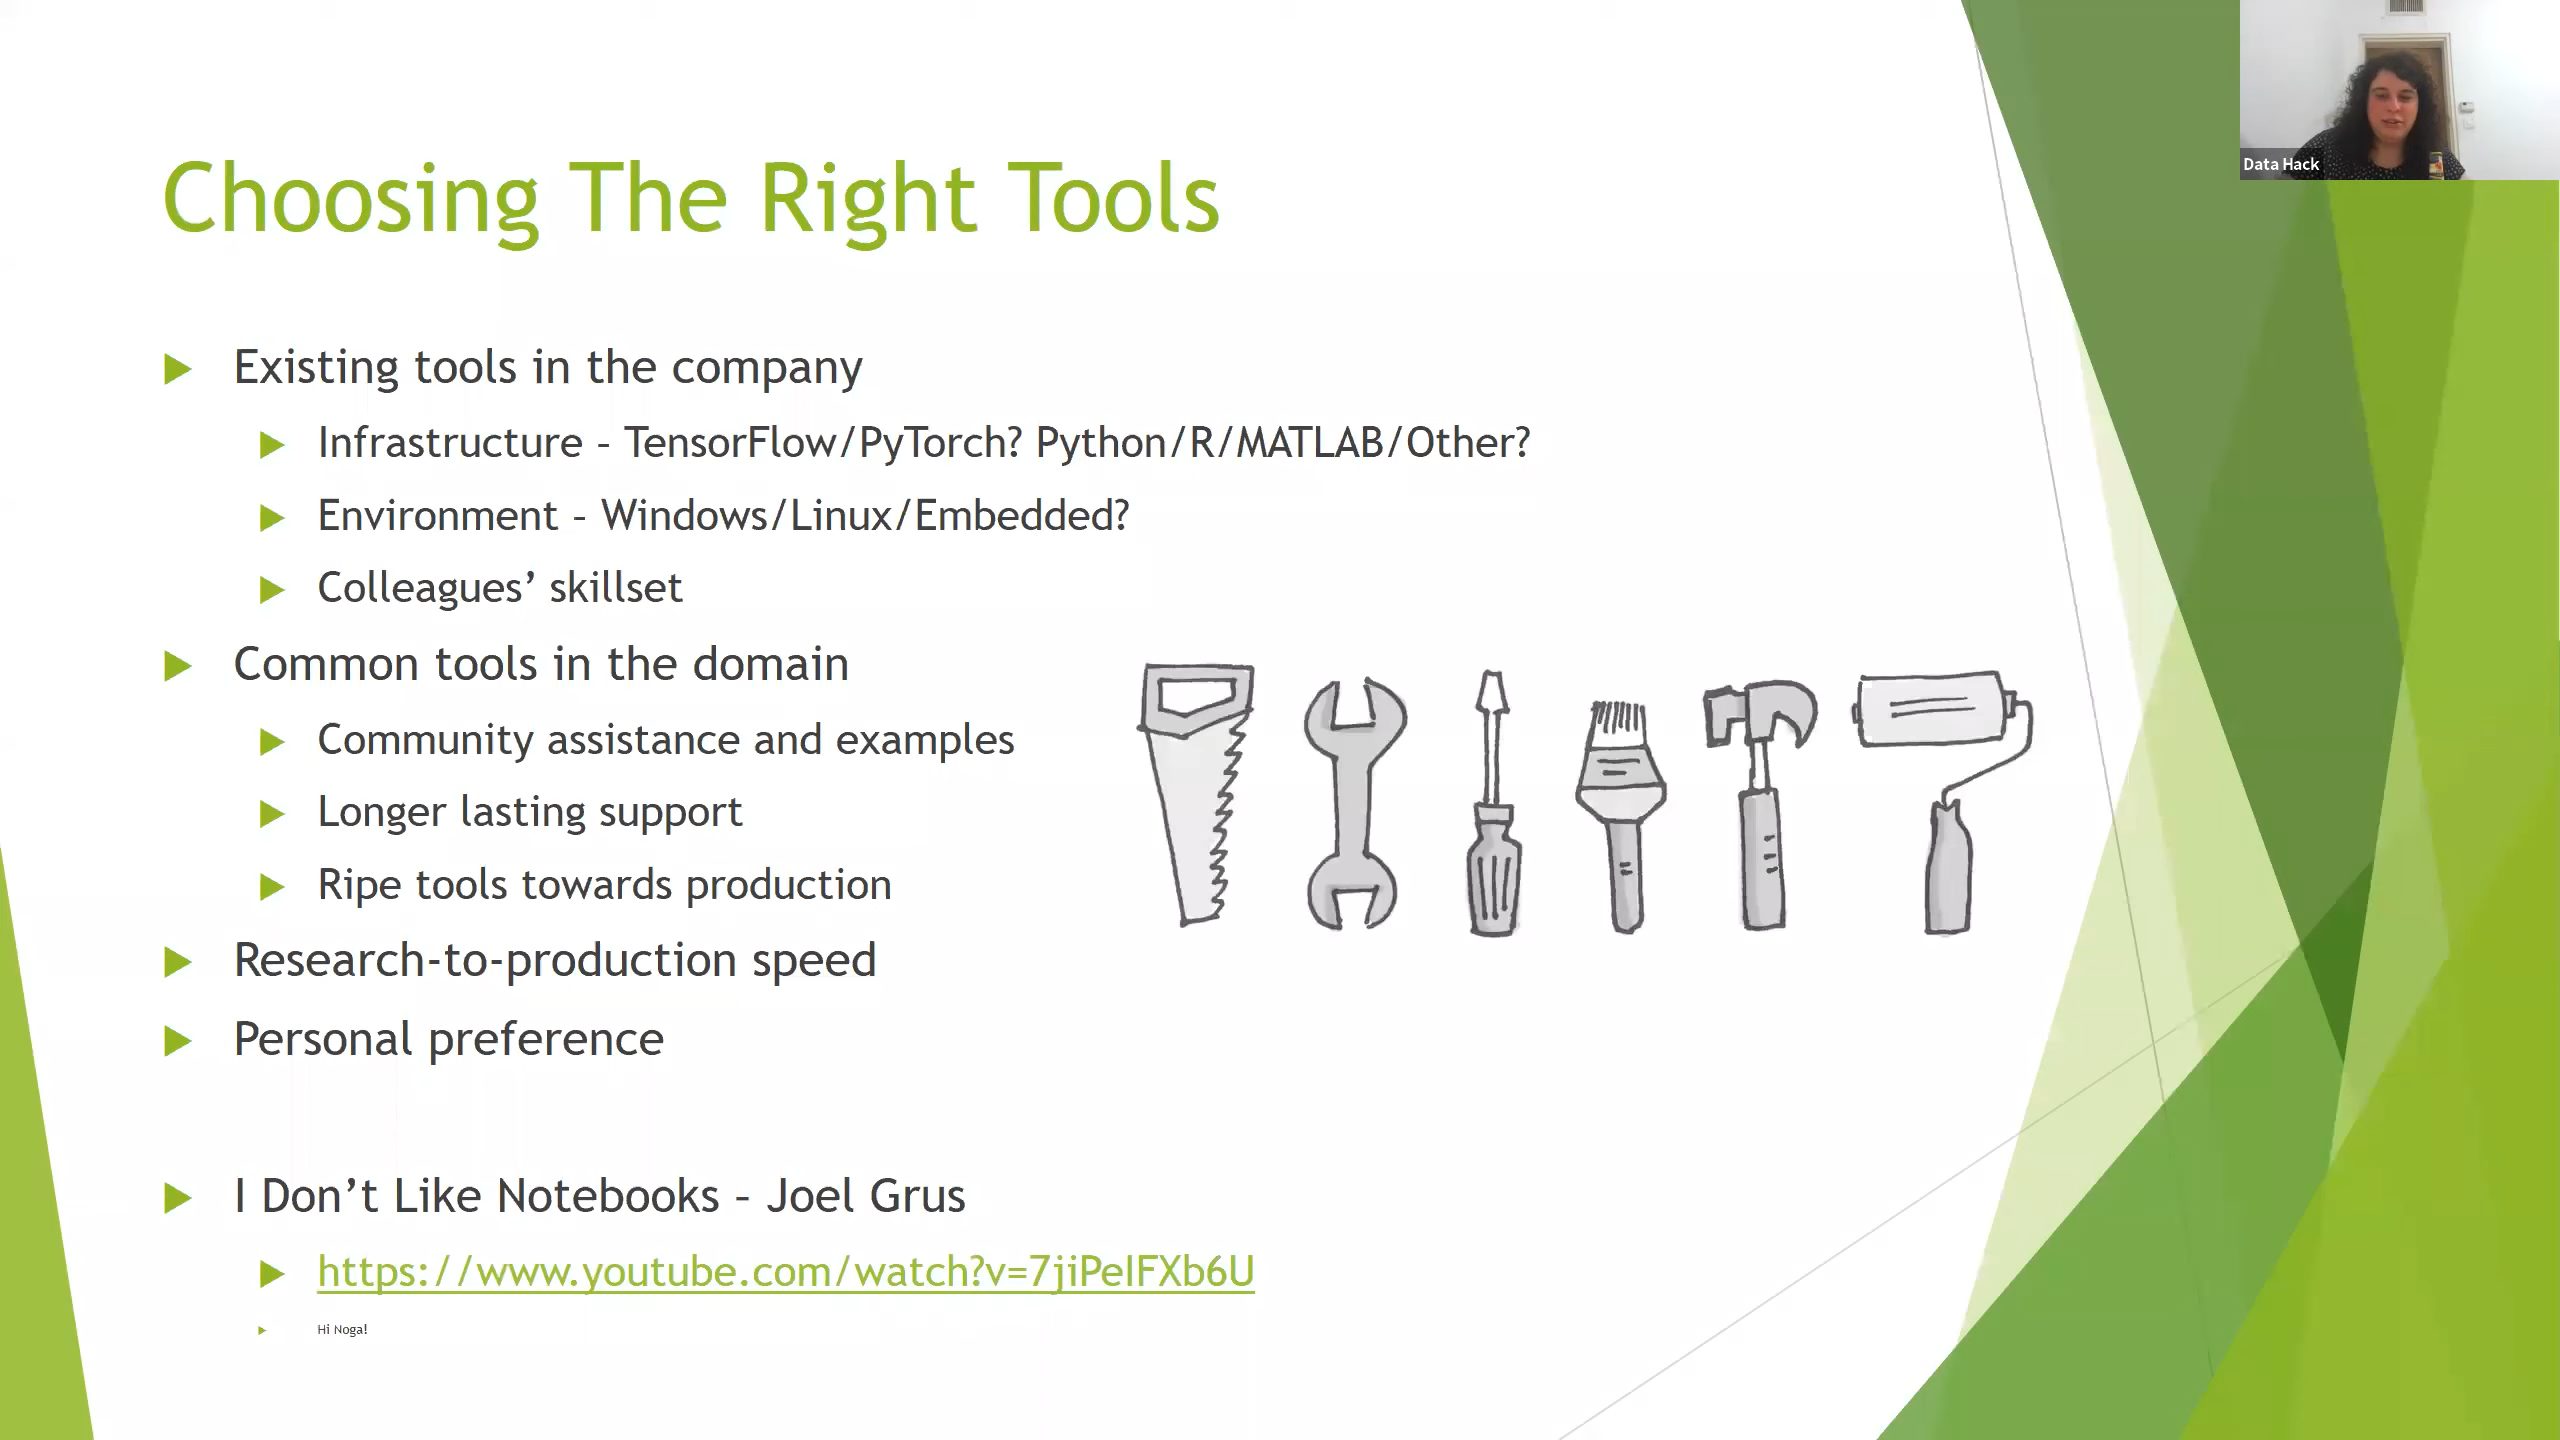 Data Hack
Choosing The Right Tools
Existing tools in the company
Infrastructure – TensorFlow/PyTorch? Python/R/MATLAB/Other?
Environment – Windows/Linux/Embedded?
Colleagues’ skillset
Common tools in the domain
Community assistance and examples
Longer lasting support
Ripe tools towards production
Research-to-production speed
Personal preference
I Don’t Like Notebooks – Joel Grus
https://www.youtube.com/watch?v=7jiPeIFXb6U
Hi Noga!